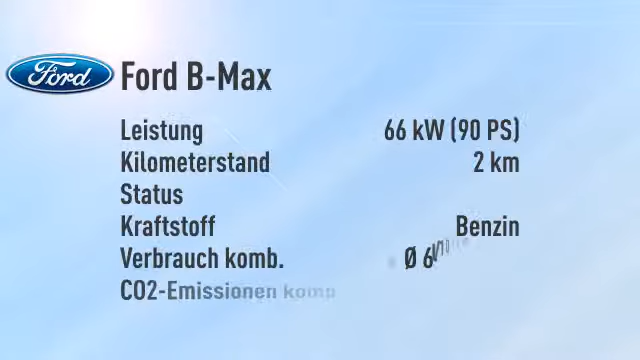 Ford
Ford B-Max
Leistung 66 kW (90 PS)
Kilometerstand 2 km
Status
Kraftstoff Benzin
Verbrauch komb. Ø 6
CO2-Emissionen komb